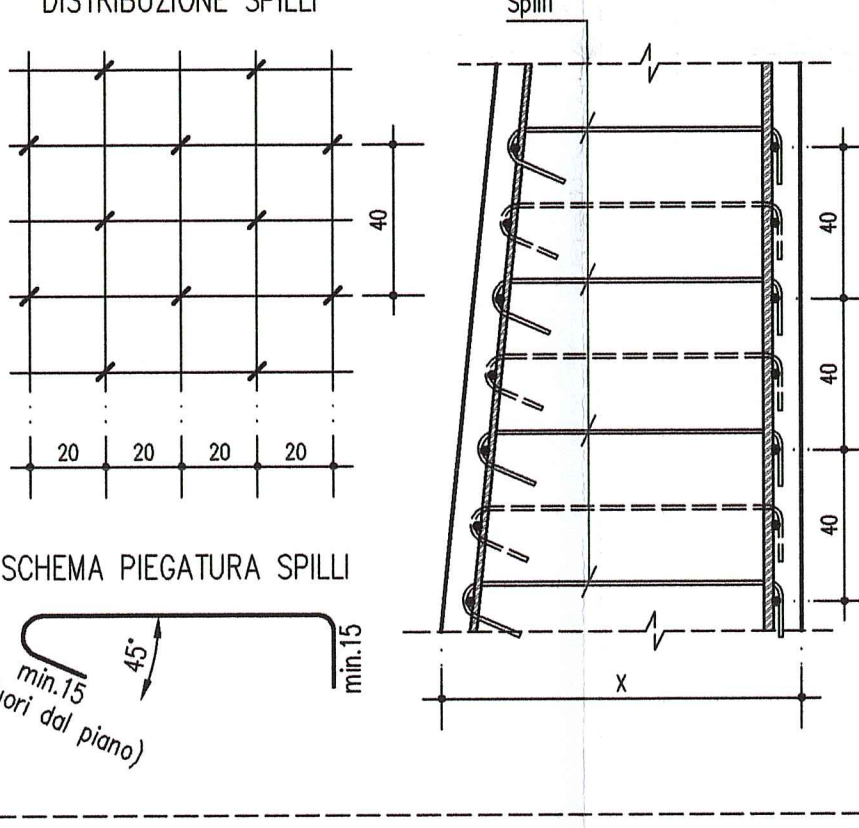 DISTRIBUZIONE SPILLI
Spilli
40
40
40
40
20 20 20 20
SCHEMA PIEGATURA SPILLI
45°
min.15
min.15
dal piano)
X